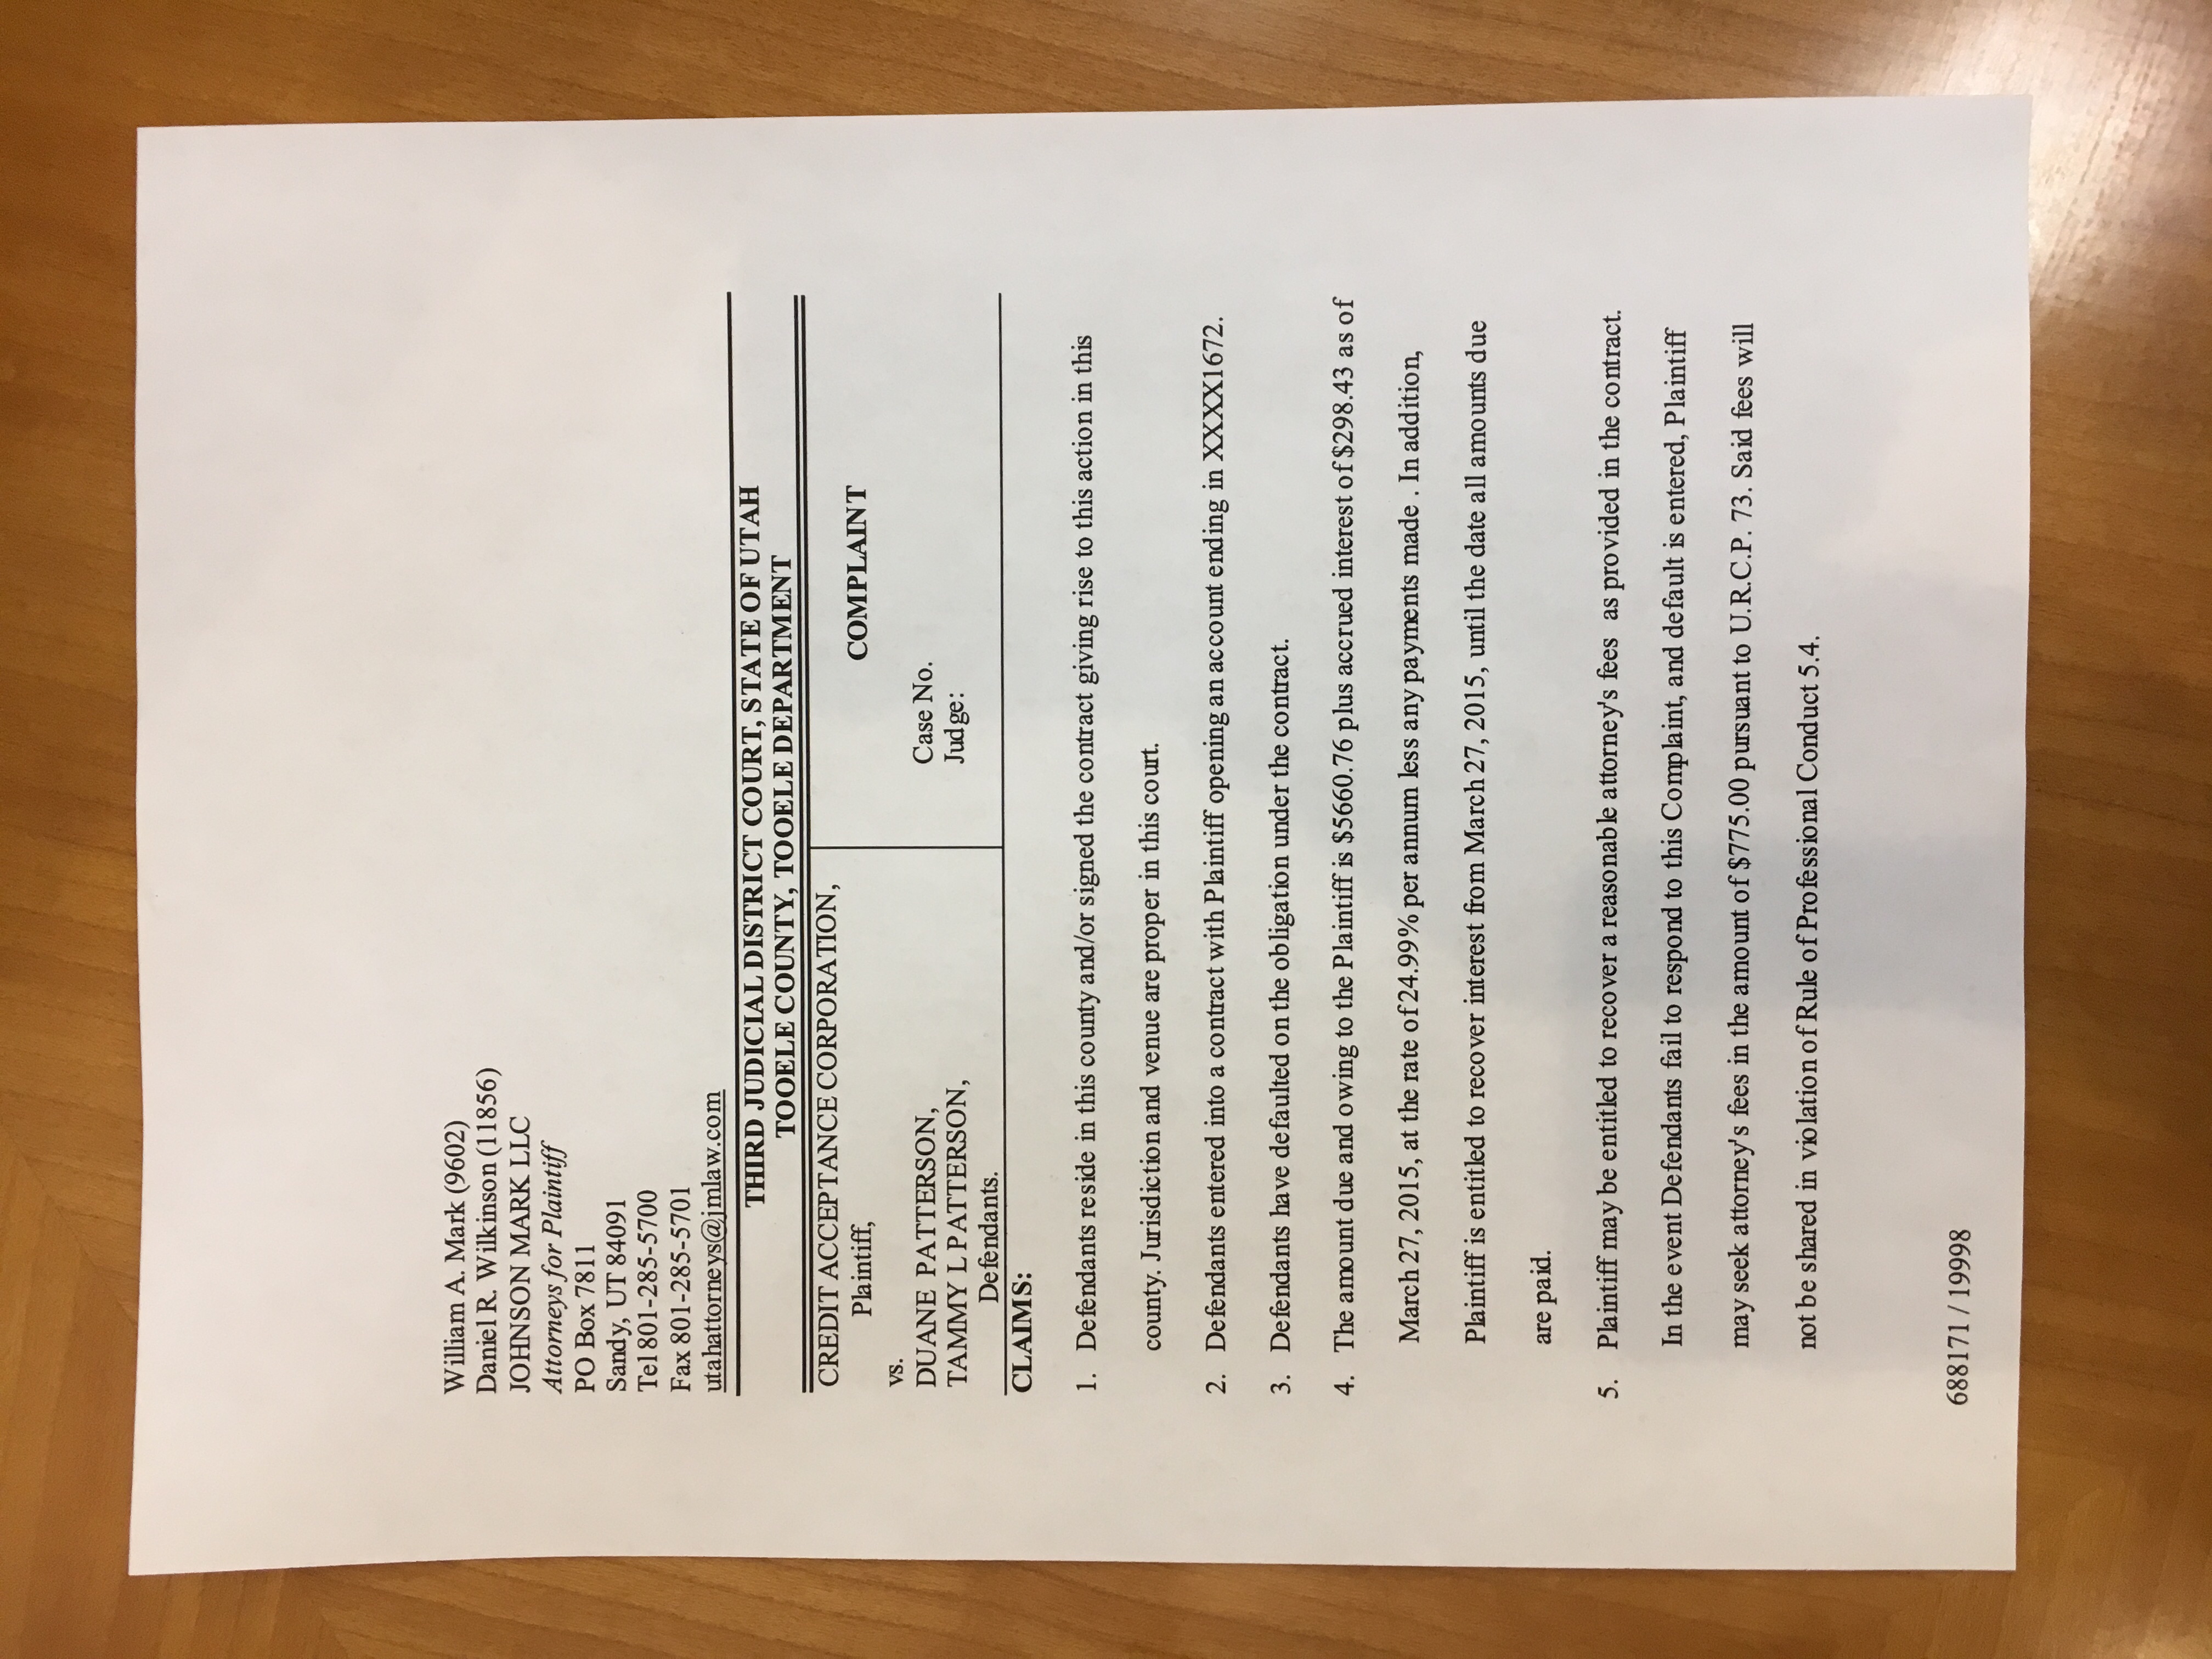 William A. Mark (9602)
Daniel R. Wilkinson (11856)
JOHNSON MARK LLC
Attorneys for Plaintiff
PO Box 7811
Sandy, UT 84091
Tel 801-285-5700
Fax 801-285-5701
utahattorneys@jmlaw.com
THIRD JUDICIAL DISTRICT COURT, STATE OF UTAH
TOOELE COUNTY, TOOELE DEPARTMENT
CREDIT ACCEPTANCE CORPORATION,
Plaintiff,
vs.
DUANE PATTERSON,
TAMMY L PATTERSON,
Defendants.
COMPLAINT
Case No.
Judge:
CLAIMS:
1. Defendants reside in this county and/or signed the contract giving rise to this action in this
county. Jurisdiction and venue are proper in this court.
2. Defendants entered into a contract with Plaintiff opening an account ending in XXXX1672.
3. Defendants have defaulted on the obligation under the contract.
4. The amount due and owing to the Plaintiff is $5660.76 plus accrued interest of $298.43 as of
March 27, 2015, at the rate of 24.99% per annum less any payments made . In addition,
Plaintiff is entitled to recover interest from March 27, 2015, until the date all amounts due
are paid.
5. Plaintiff may be entitled to recover a reasonable attorney's fees as provided in the contract.
In the event Defendants fail to respond to this Complaint, and default is entered, Plaintiff
may seek attorney's fees in the amount of $775.00 pursuant to U.R.C.P. 73. Said fees will
not be shared in violation of Rule of Professional Conduct 5.4.
688171 / 19998